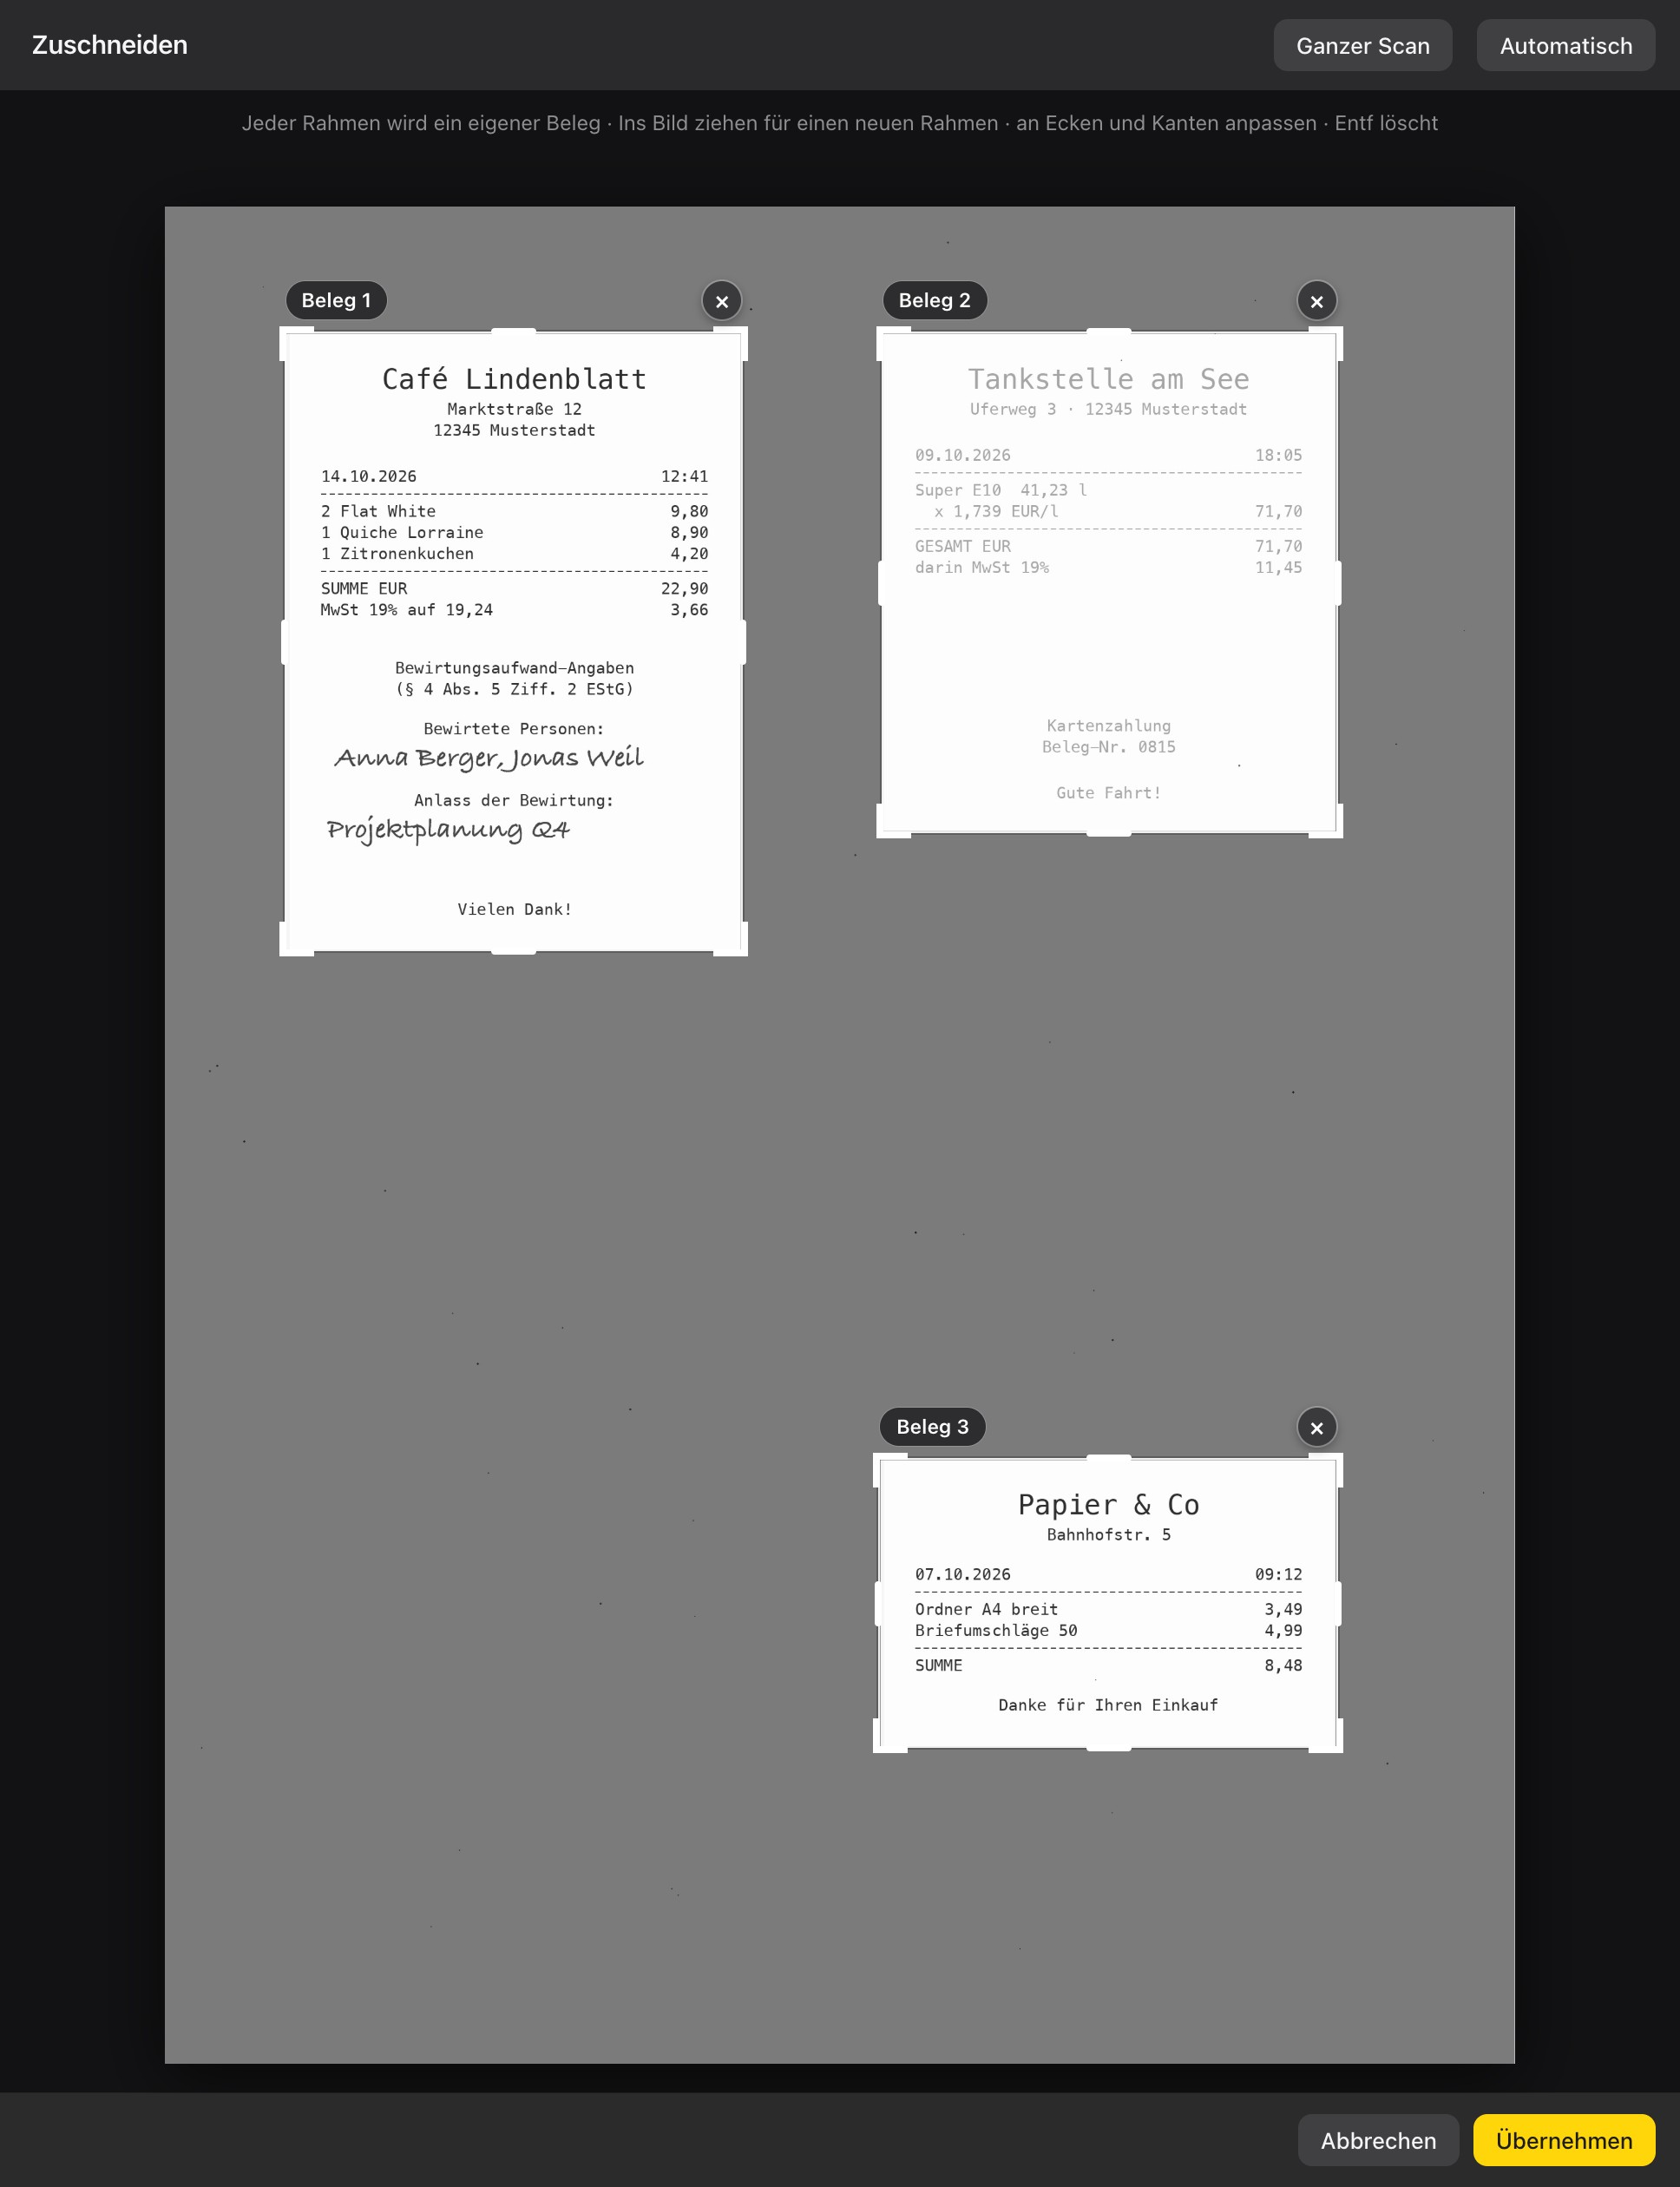 Zuschneiden
Ganzer Scan
Automatisch
Jeder Rahmen wird ein eigener Beleg · Ins Bild ziehen für einen neuen Rahmen · an Ecken und Kanten anpassen · Entf löscht
Beleg 1
×
Café Lindenblatt
Marktstraße 12
12345 Musterstadt
14.10.2026 12:41
2 Flat White 9,80
1 Quiche Lorraine 8,90
1 Zitronenkuchen 4,20
SUMME EUR 22,90
MwSt 19% auf 19,24 3,66
Bewirtungsaufwand-Angaben
(§ 4 Abs. 5 Ziff. 2 EStG)
Bewirtete Personen:
Anna Berger, Jonas Weil
Anlass der Bewirtung:
Projektplanung Q4
Vielen Dank!
Beleg 2
×
Tankstelle am See
Uferweg 3 · 12345 Musterstadt
09.10.2026 18:05
Super E10 41,23 l
x 1,739 EUR/l 71,70
GESAMT EUR 71,70
darin MwSt 19% 11,45
Kartenzahlung
Beleg-Nr. 0815
Gute Fahrt!
Beleg 3
×
Papier & Co
Bahnhofstr. 5
07.10.2026 09:12
Ordner A4 breit 3,49
Briefumschläge 50 4,99
SUMME 8,48
Danke für Ihren Einkauf
Abbrechen
Übernehmen